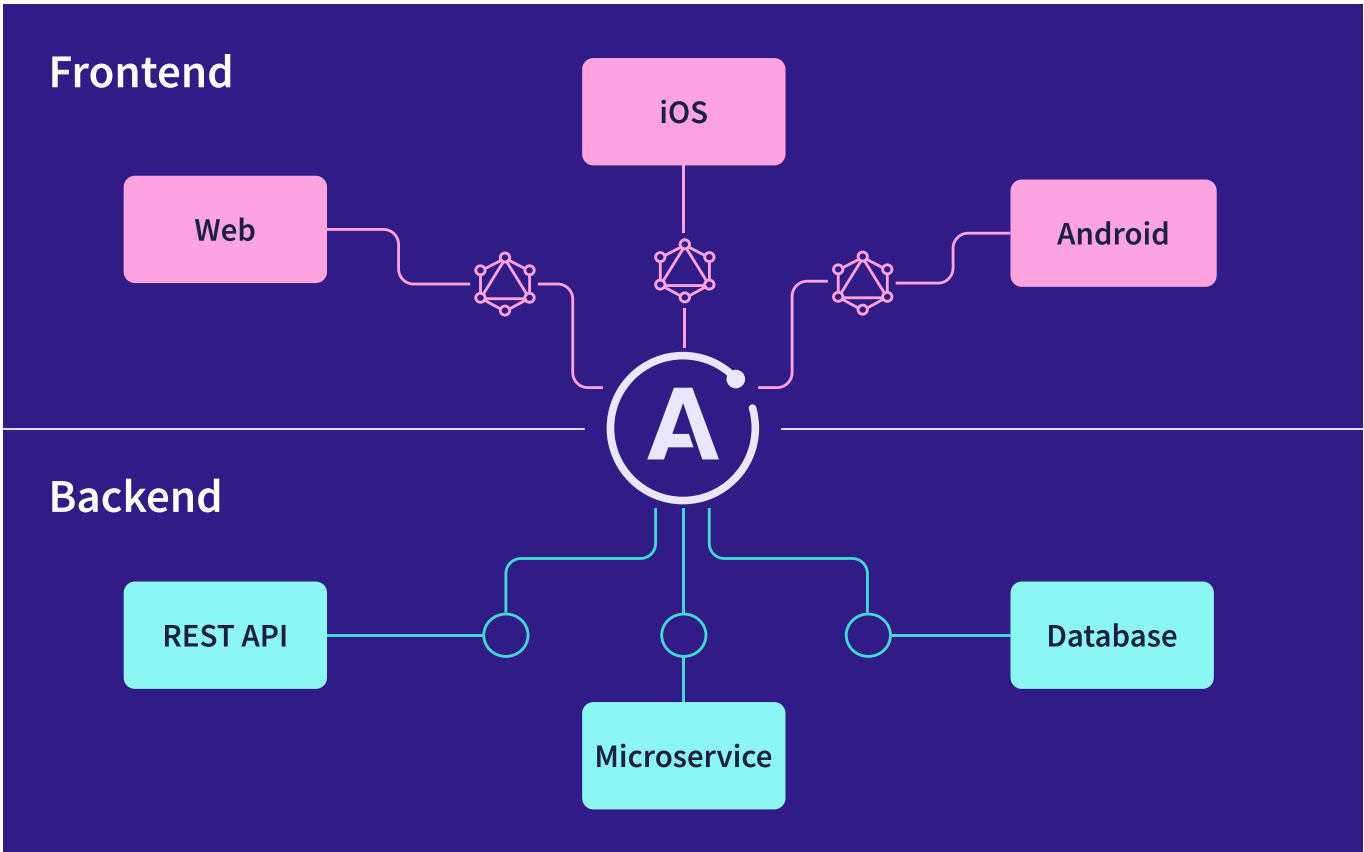 Frontend
iOS
Web
Android
A
Backend
REST API
Database
Microservice